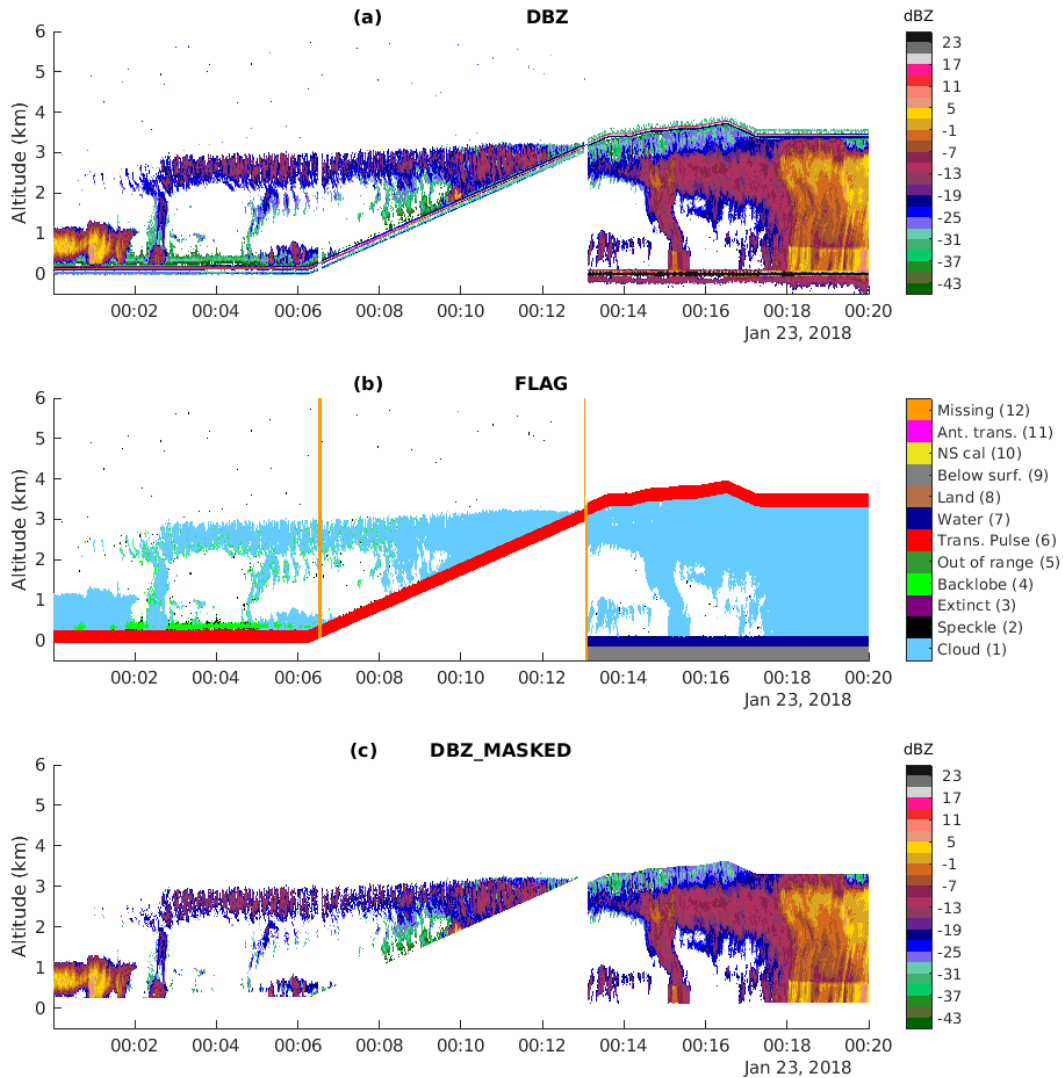 (a) DBZ dBZ
6
5
4
3
2
1
0
Altitude (km)
23
17
11
5
-1
-7
-13
-19
-25
-31
-37
-43
00:02 00:04 00:06 00:08 00:10 00:12 00:14 00:16 00:18 00:20
Jan 23, 2018
(b) FLAG
6
5
4
3
2
1
0
Altitude (km)
Missing (12)
Ant. trans. (11)
NS cal (10)
Below surf. (9)
Land (8)
Water (7)
Trans. Pulse (6)
Out of range (5)
Backlobe (4)
Extinct (3)
Speckle (2)
Cloud (1)
00:02 00:04 00:06 00:08 00:10 00:12 00:14 00:16 00:18 00:20
Jan 23, 2018
(c) DBZ_MASKED dBZ
6
5
4
3
2
1
0
Altitude (km)
23
17
11
5
-1
-7
-13
-19
-25
-31
-37
-43
00:02 00:04 00:06 00:08 00:10 00:12 00:14 00:16 00:18 00:20
Jan 23, 2018